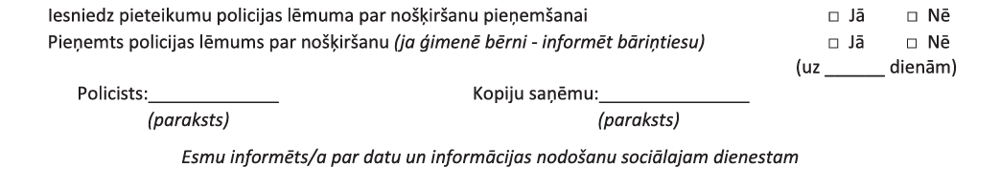 Iesniedz pieteikumu policijas lēmuma par nošķiršanu pieņemšanai □ Jā □ Nē
Pieņemts policijas lēmums par nošķiršanu (ja ģimenē bērni - informēt bāriņtiesu) □ Jā □ Nē
(uz ______ dienām)
Policists:_____________ Kopiju saņēmu:_______________
(paraksts) (paraksts)
Esmu informēts/a par datu un informācijas nodošanu sociālajam dienestam